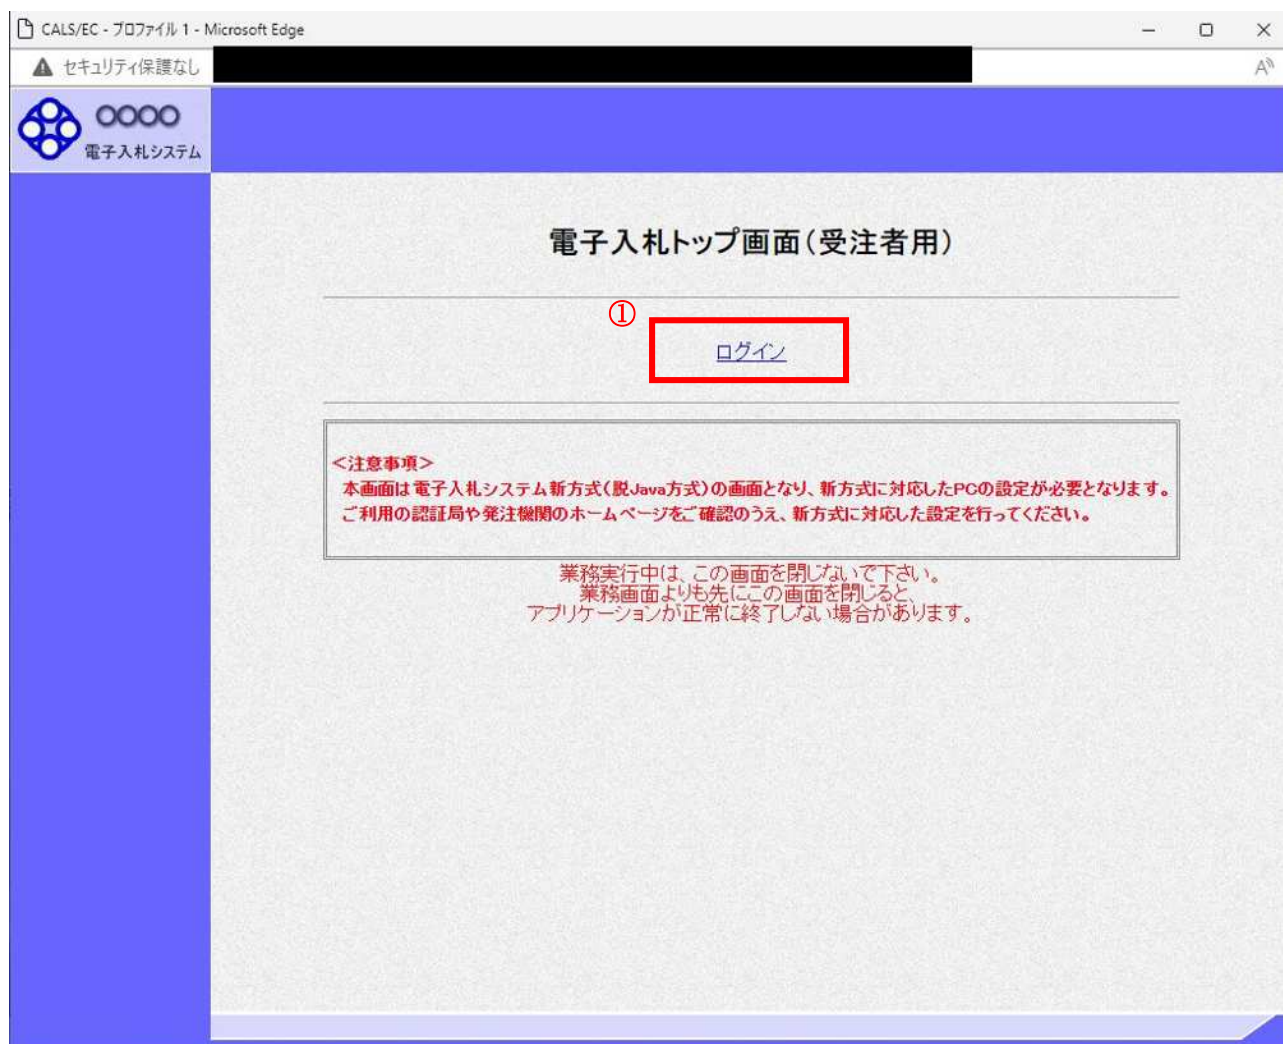 CALS/EC - プロファイル 1 - Microsoft Edge
セキュリティ保護なし
○○○○
電子入札システム
電子入札トップ画面(受注者用)
①
ログイン
<注意事項>
本画面は電子入札システム新方式(脱Java方式)の画面となり、新方式に対応したPCの設定が必要となります。
ご利用の認証局や発注機関のホームページをご確認のうえ、新方式に対応した設定を行ってください。
業務実行中は、この画面を閉じないで下さい。
業務画面よりも先にこの画面を閉じると、
アプリケーションが正常に終了しない場合があります。